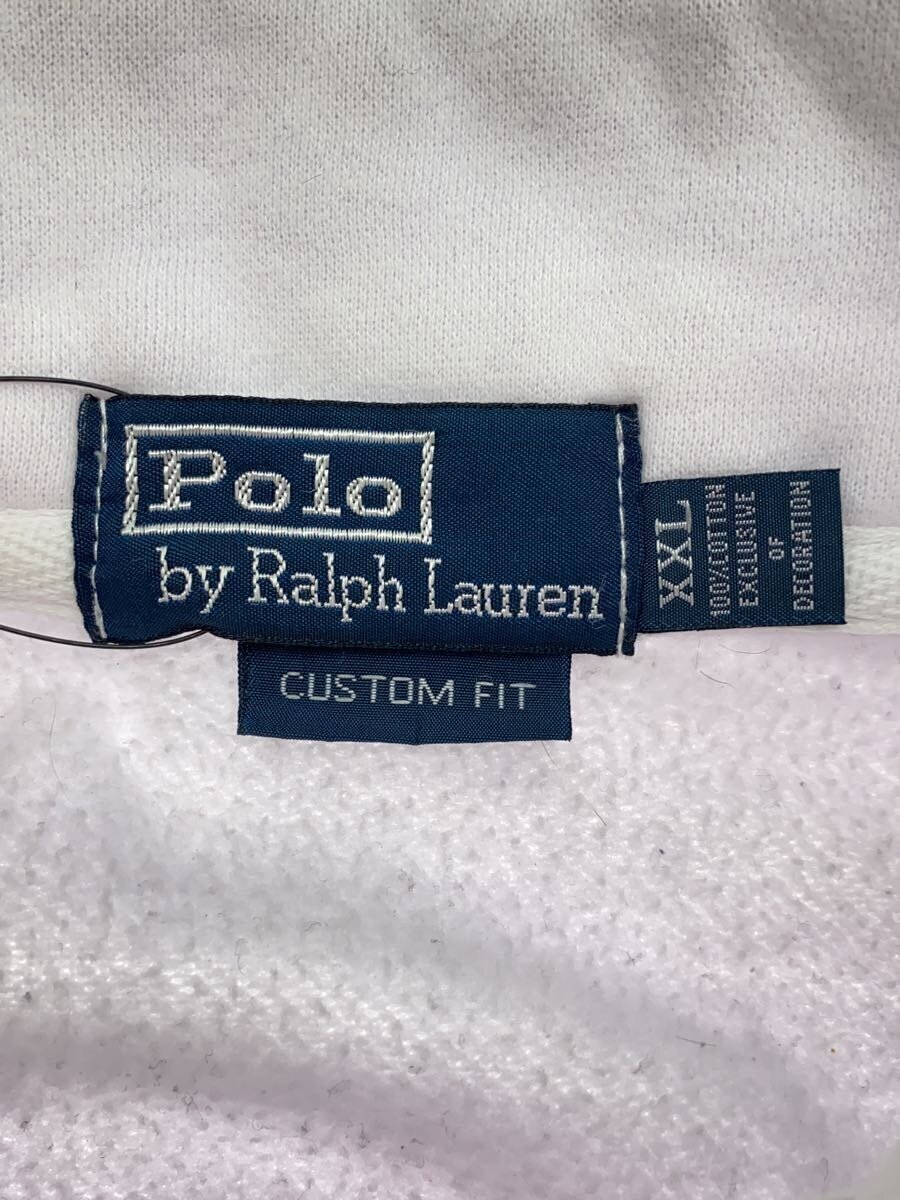 Polo
by Ralph Lauren
CUSTOM FIT
XXL
100%COTTON
EXCLUSIVE
OF
DECORATION